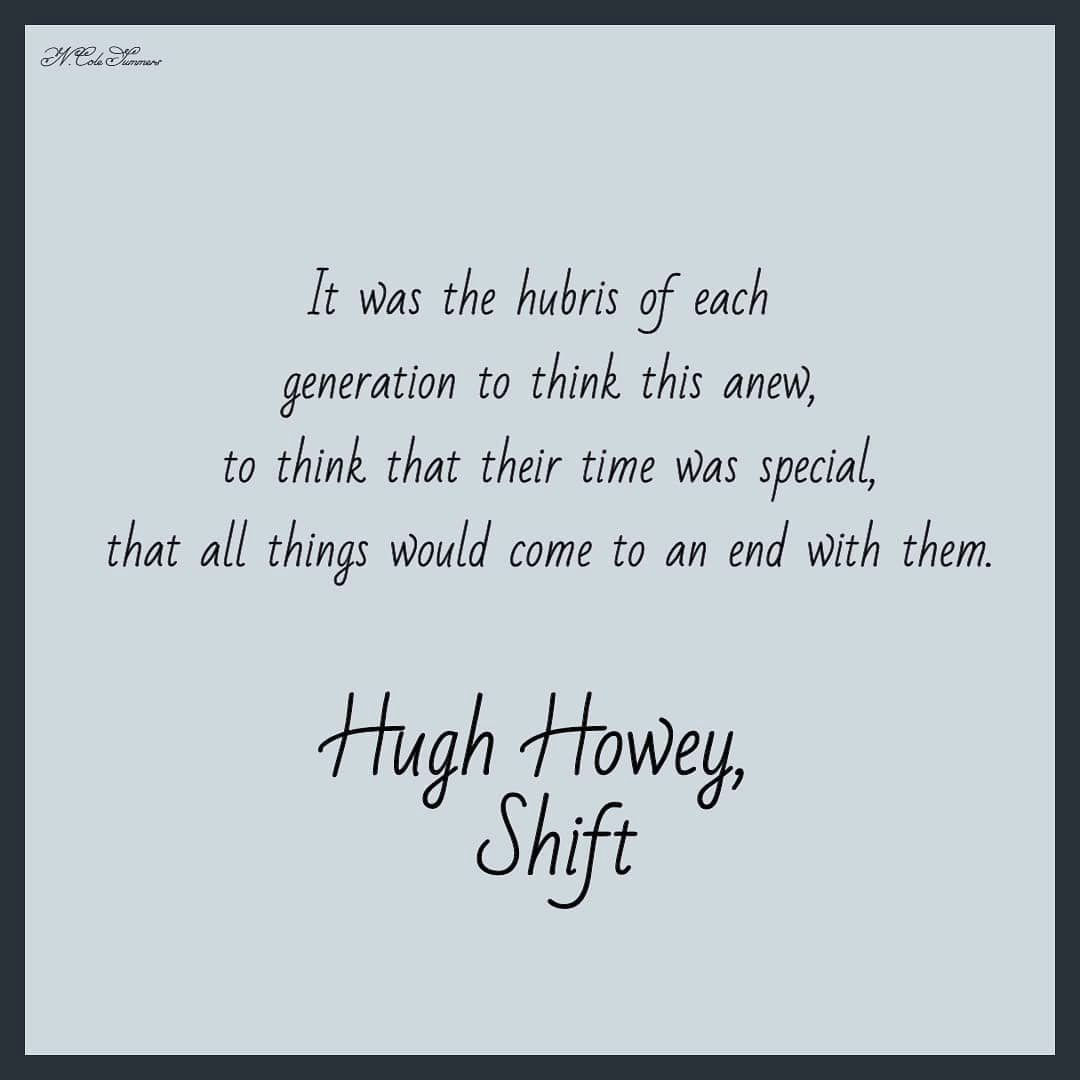 N. Cole Summers
It was the hubris of each
generation to think this anew,
to think that their time was special,
that all things would come to an end with them.
Hugh Howey,
Shift